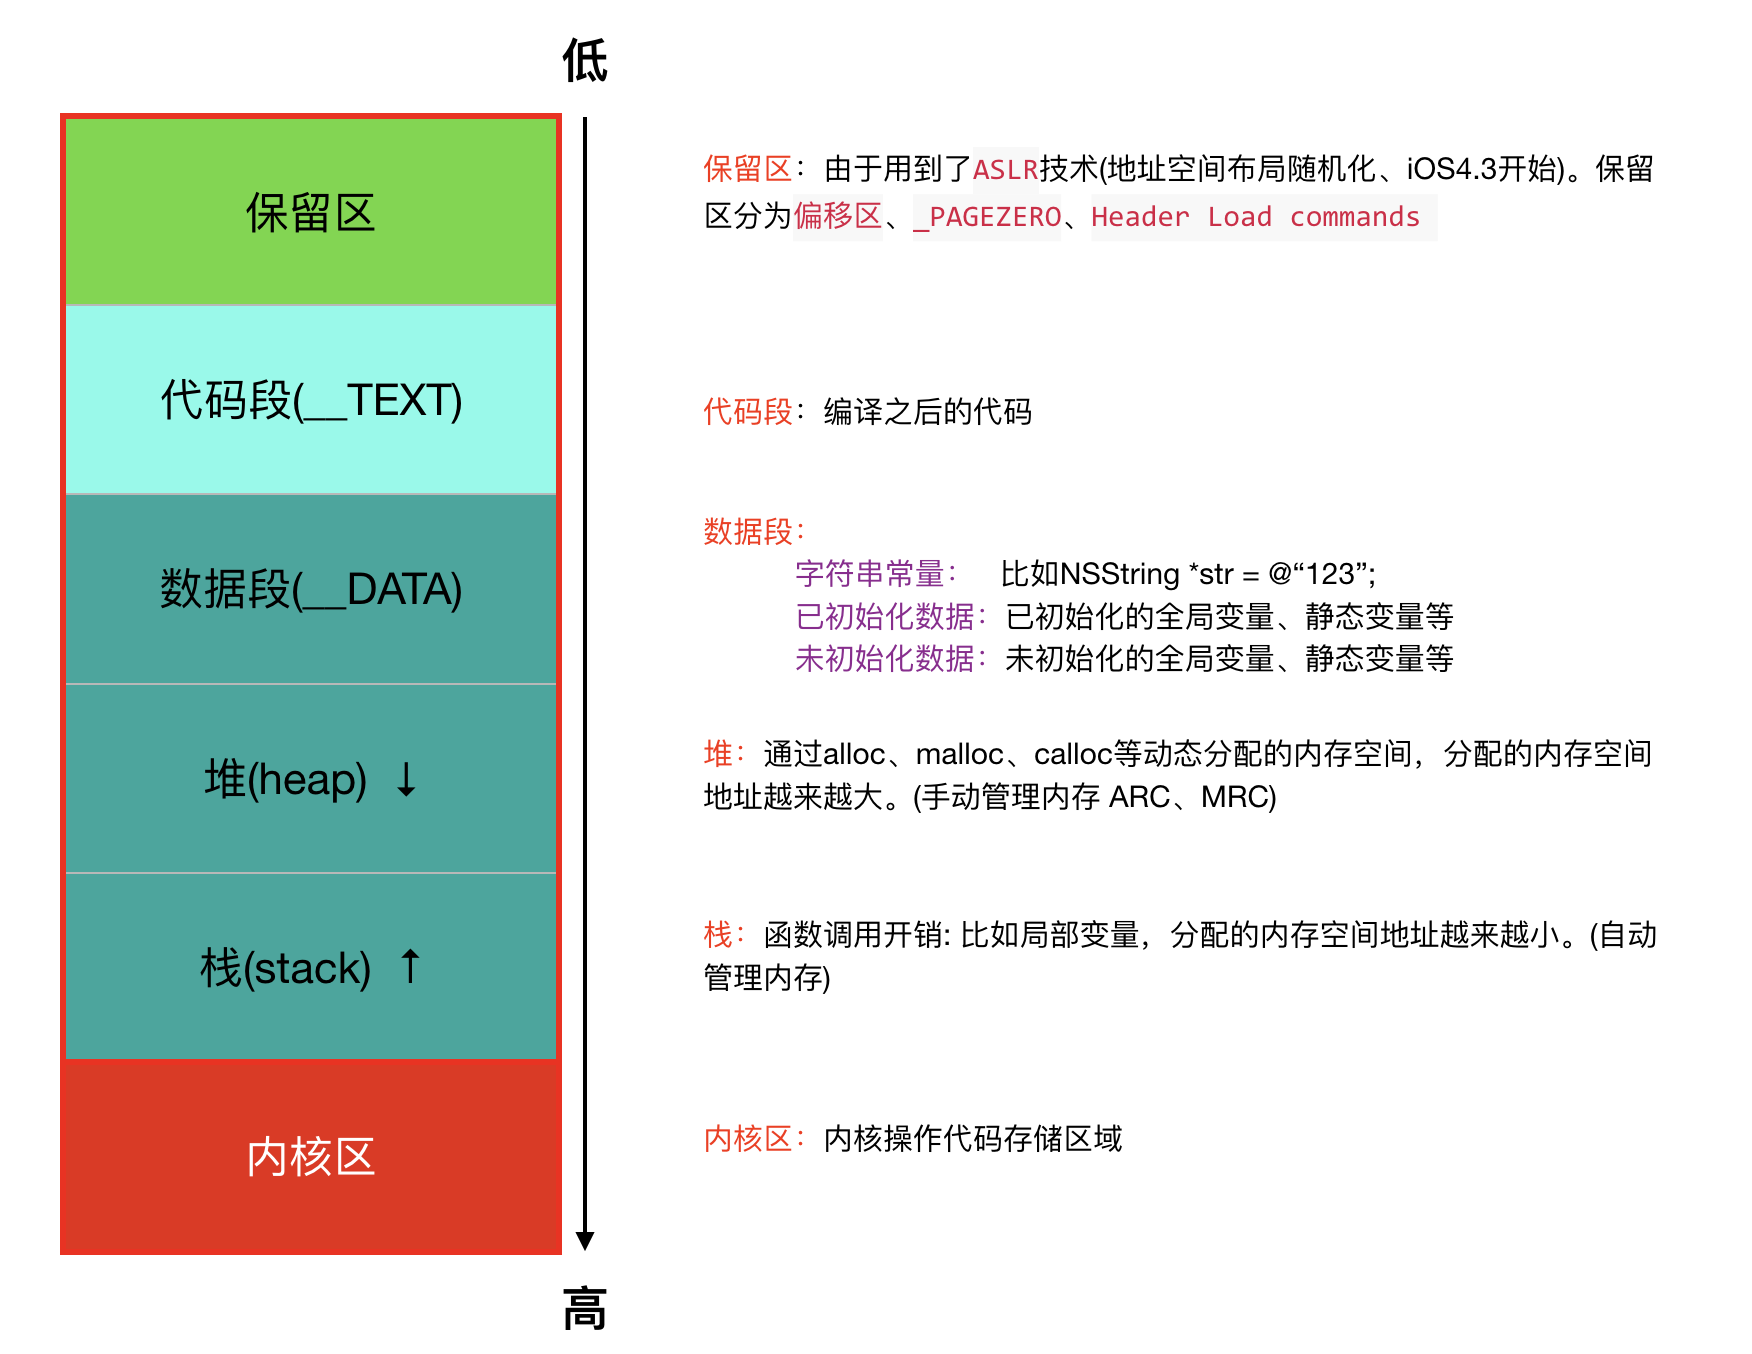 低
保留区
保留区：由于用到了ASLR技术(地址空间布局随机化、iOS4.3开始)。保留
区分为偏移区、_PAGEZERO、Header Load commands
代码段(__TEXT)
代码段：编译之后的代码
数据段(__DATA)
数据段：
字符串常量： 比如NSString *str = @“123”;
已初始化数据：已初始化的全局变量、静态变量等
未初始化数据：未初始化的全局变量、静态变量等
堆(heap) ↓
堆：通过alloc、malloc、calloc等动态分配的内存空间，分配的内存空间
地址越来越大。(手动管理内存 ARC、MRC)
栈(stack) ↑
栈：函数调用开销: 比如局部变量，分配的内存空间地址越来越小。(自动
管理内存)
内核区
内核区：内核操作代码存储区域
高